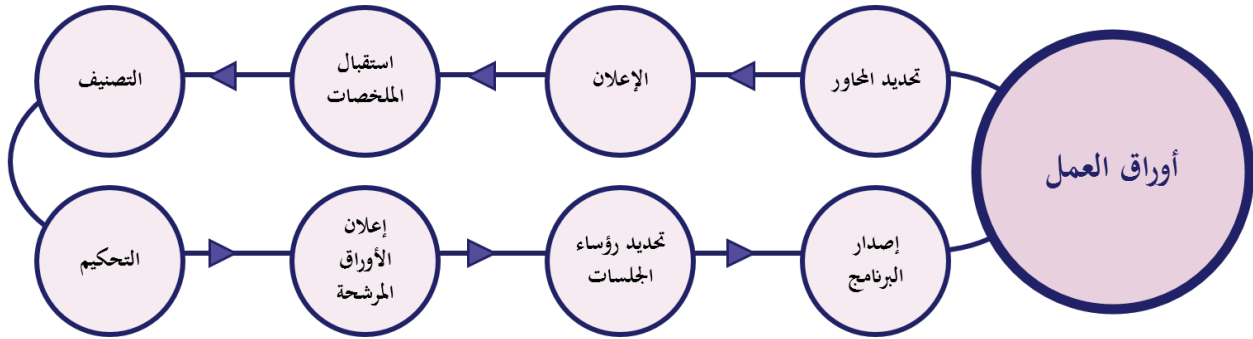 أوراق العمل
تحديد المحاور
الإعلان
استقبال
الملخصات
التصنيف
التحكيم
إعلان
الأوراق
المرشحة
تحديد رؤساء
الجلسات
إصدار
البرنامج